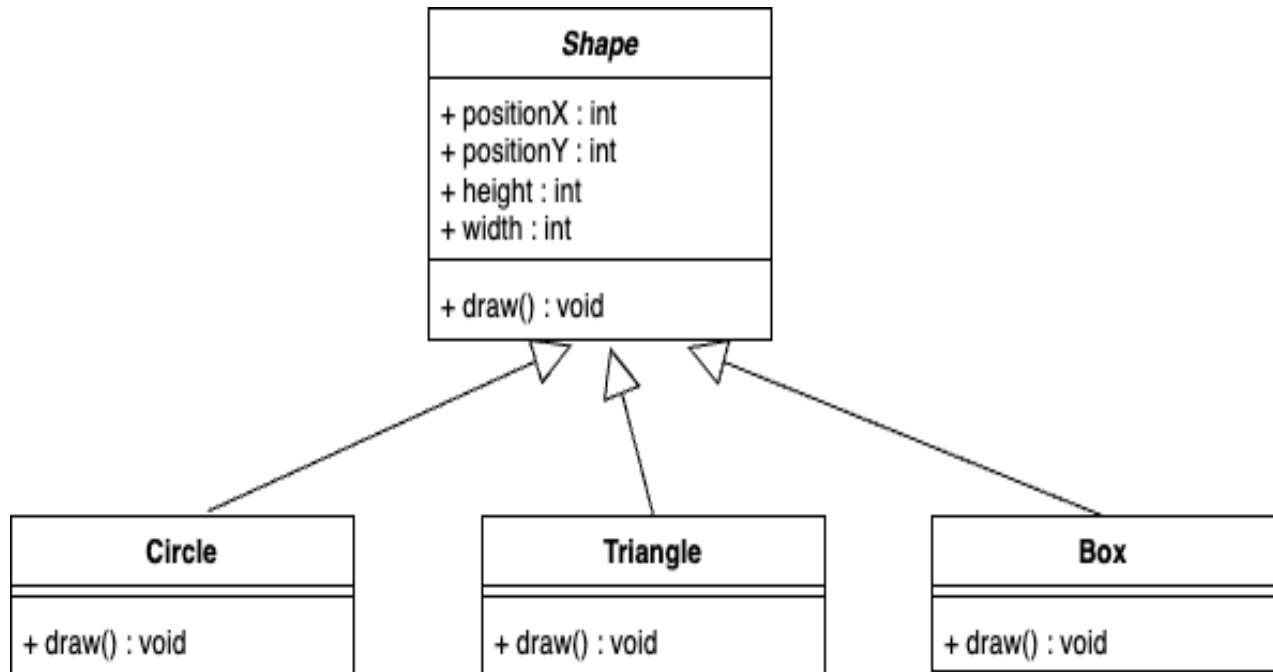 Shape
+ positionX : int
+ positionY : int
+ height : int
+ width : int
+ draw() : void
Circle
+ draw() : void
Triangle
+ draw() : void
Box
+ draw() : void